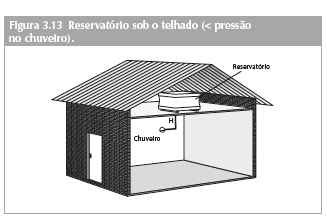 Figura 3.13 Reservatório sob o telhado (< pressão
no chuveiro).
Reservatório
H
Chuveiro